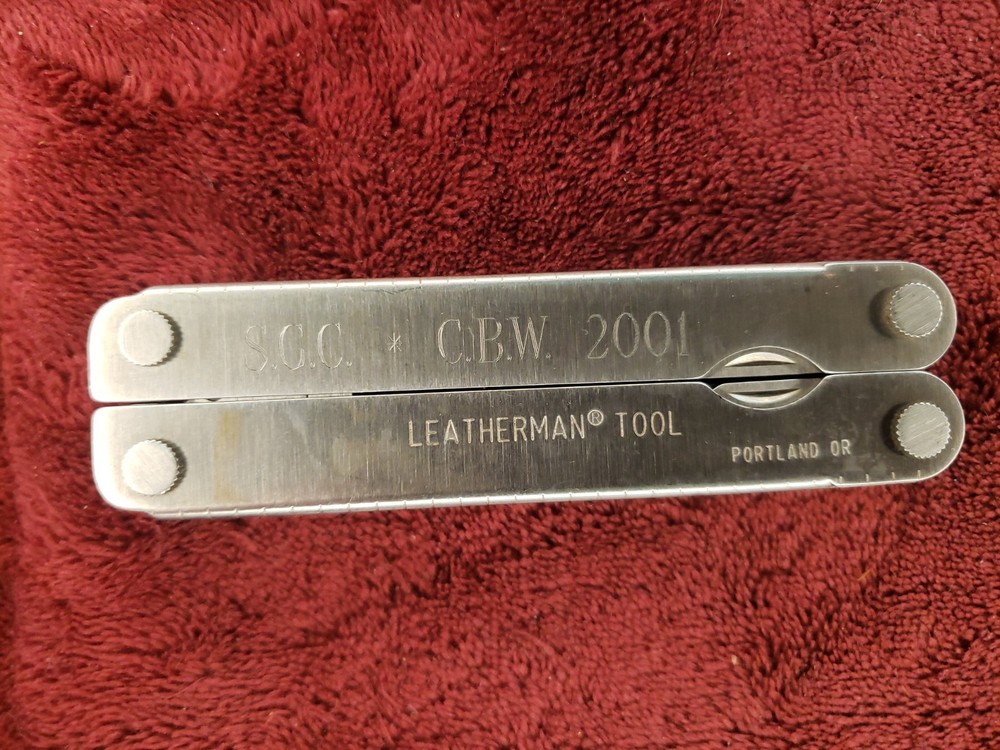 S.G.C. * C.B.W. 2001
LEATHERMAN® TOOL
PORTLAND OR